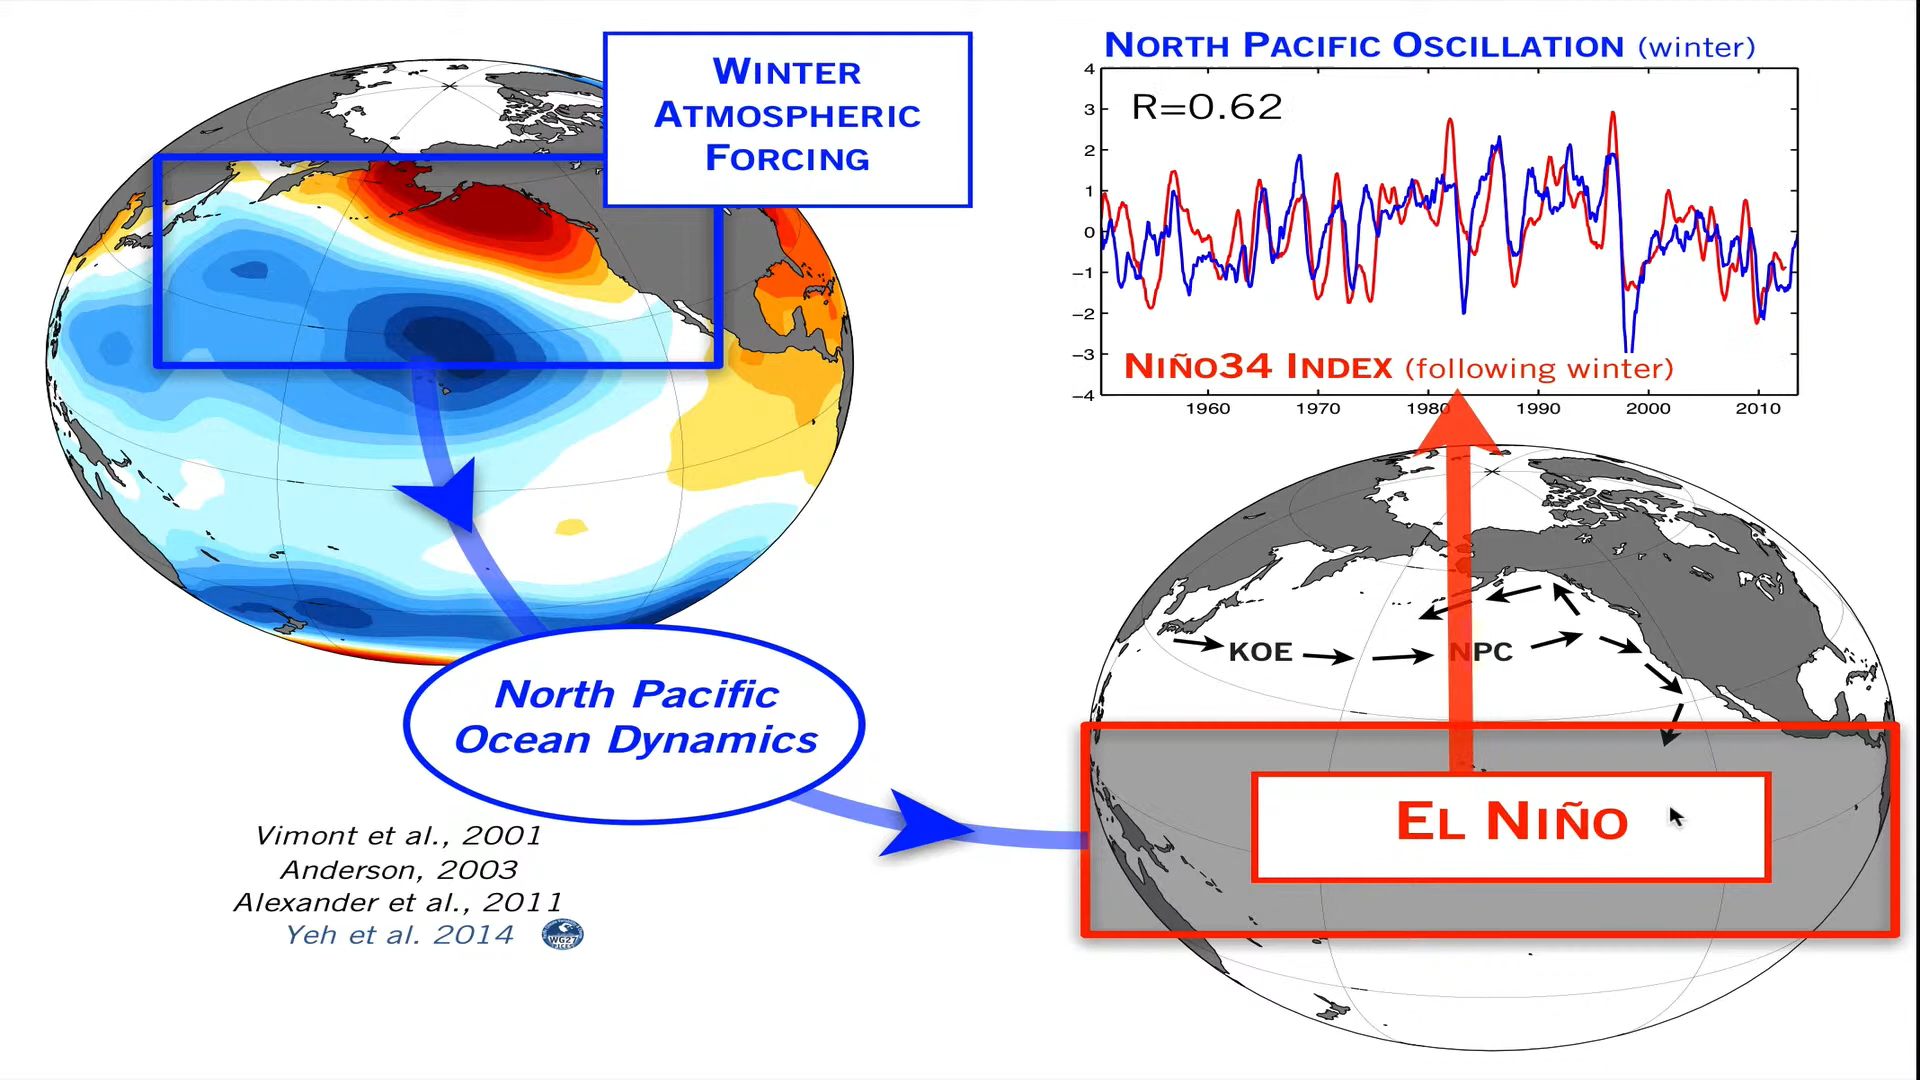 WINTER
ATMOSPHERIC
FORCING
NORTH PACIFIC OSCILLATION (winter)
4
3
2
1
0
−1
−2
−3
−4
R=0.62
NIÑO34 INDEX (following winter)
1960 1970 1980 1990 2000 2010
KOE
NPC
North Pacific
Ocean Dynamics
EL NIÑO
Vimont et al., 2001
Anderson, 2003
Alexander et al., 2011
Yeh et al. 2014
WG27